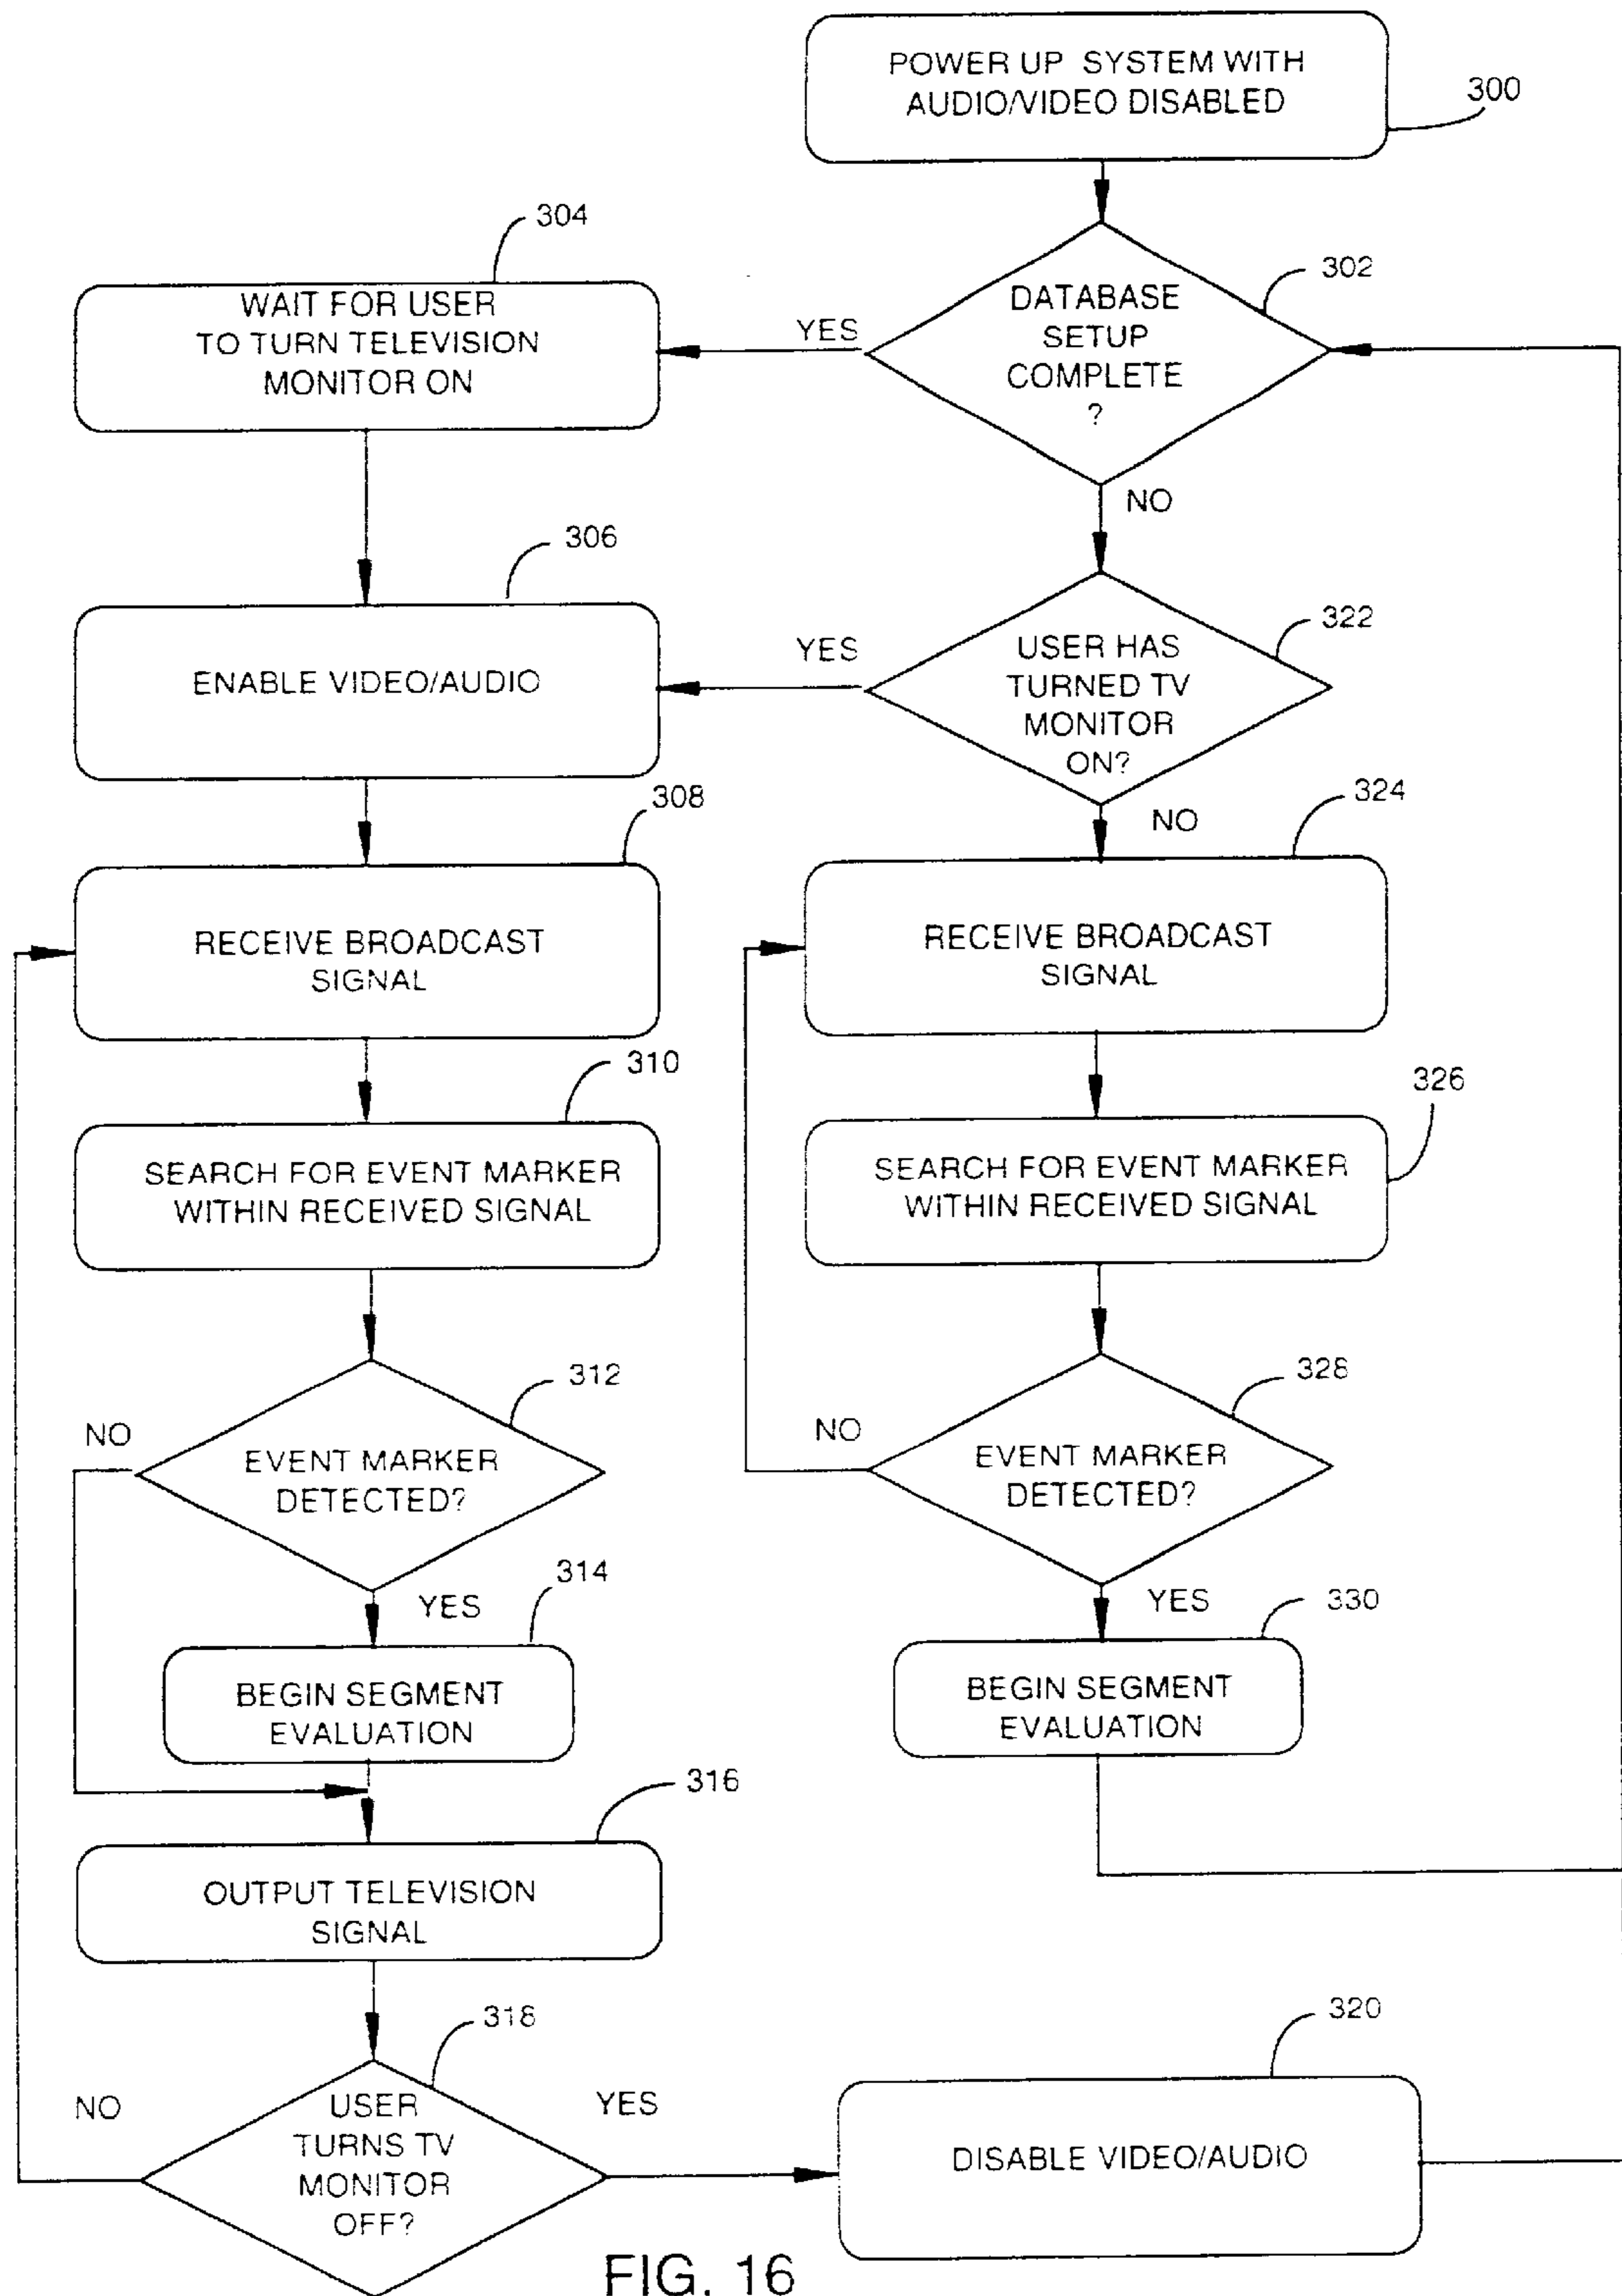 POWER UP SYSTEM WITH
AUDIO/VIDEO DISABLED
300
304
WAIT FOR USER
TO TURN TELEVISION
MONITOR ON
YES
302
DATABASE
SETUP
COMPLETE
?
NO
306
ENABLE VIDEO/AUDIO
YES
322
USER HAS
TURNED TV
MONITOR
ON?
NO
308
RECEIVE BROADCAST
SIGNAL
324
RECEIVE BROADCAST
SIGNAL
310
SEARCH FOR EVENT MARKER
WITHIN RECEIVED SIGNAL
326
SEARCH FOR EVENT MARKER
WITHIN RECEIVED SIGNAL
312
NO
EVENT MARKER
DETECTED?
YES
328
NO
EVENT MARKER
DETECTED?
YES
314
BEGIN SEGMENT
EVALUATION
330
BEGIN SEGMENT
EVALUATION
316
OUTPUT TELEVISION
SIGNAL
318
NO
USER
TURNS TV
MONITOR
OFF?
YES
320
DISABLE VIDEO/AUDIO
FIG. 16